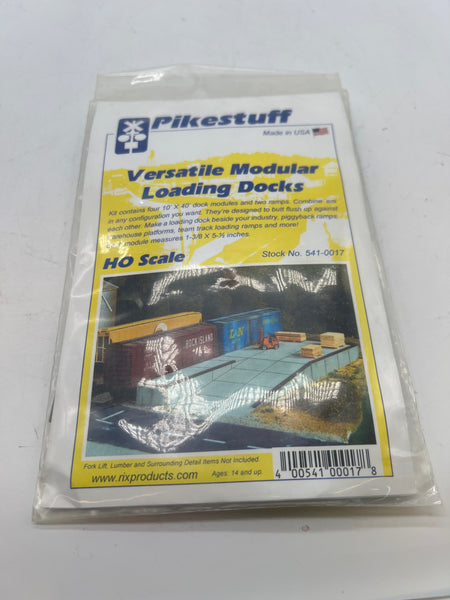 Pikestuff
Made in USA
Versatile Modular
Loading Docks
Kit contains four 10' X 40' dock modules and two ramps. Combine 'em
in any configuration you want. They're designed to butt flush up against
each other. Make a loading dock beside your industry, piggyback ramps,
warehouse platforms, team track loading ramps and more!
module measures 1-3/8 X 5-½ inches.
HO Scale
Stock No. 541-0017
ROCK ISLAND
L&N
Fork Lift, Lumber and Surrounding Detail Items Not Included.
www.rixproducts.com
Ages: 14 and up.
4 00541 00017 8